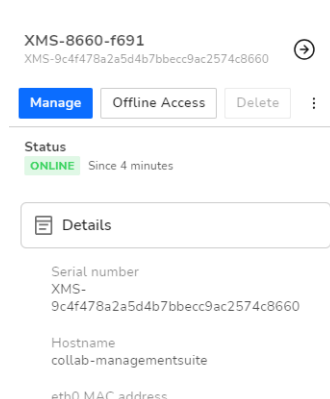 XMS-8660-f691
XMS-9c4f478a2a5d4b7bbecc9ac2574c8660
Manage
Offline Access
Delete
Status
ONLINE Since 4 minutes
Details
Serial number
XMS-
9c4f478a2a5d4b7bbecc9ac2574c8660
Hostname
collab-managementsuite
eth0 MAC address